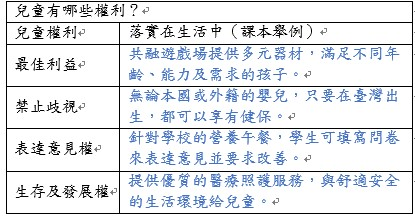 兒童有哪些權利？
兒童權利 落實在生活中（課本舉例）
最佳利益 共融遊戲場提供多元器材，滿足不同年
齡、能力及需求的孩子。
禁止歧視 無論本國或外籍的嬰兒，只要在臺灣出
生，都可以享有健保。
表達意見權 針對學校的營養午餐，學生可填寫問卷
來表達意見並要求改善。
生存及發展權 提供優質的醫療照護服務，與舒適安全
的生活環境給兒童。